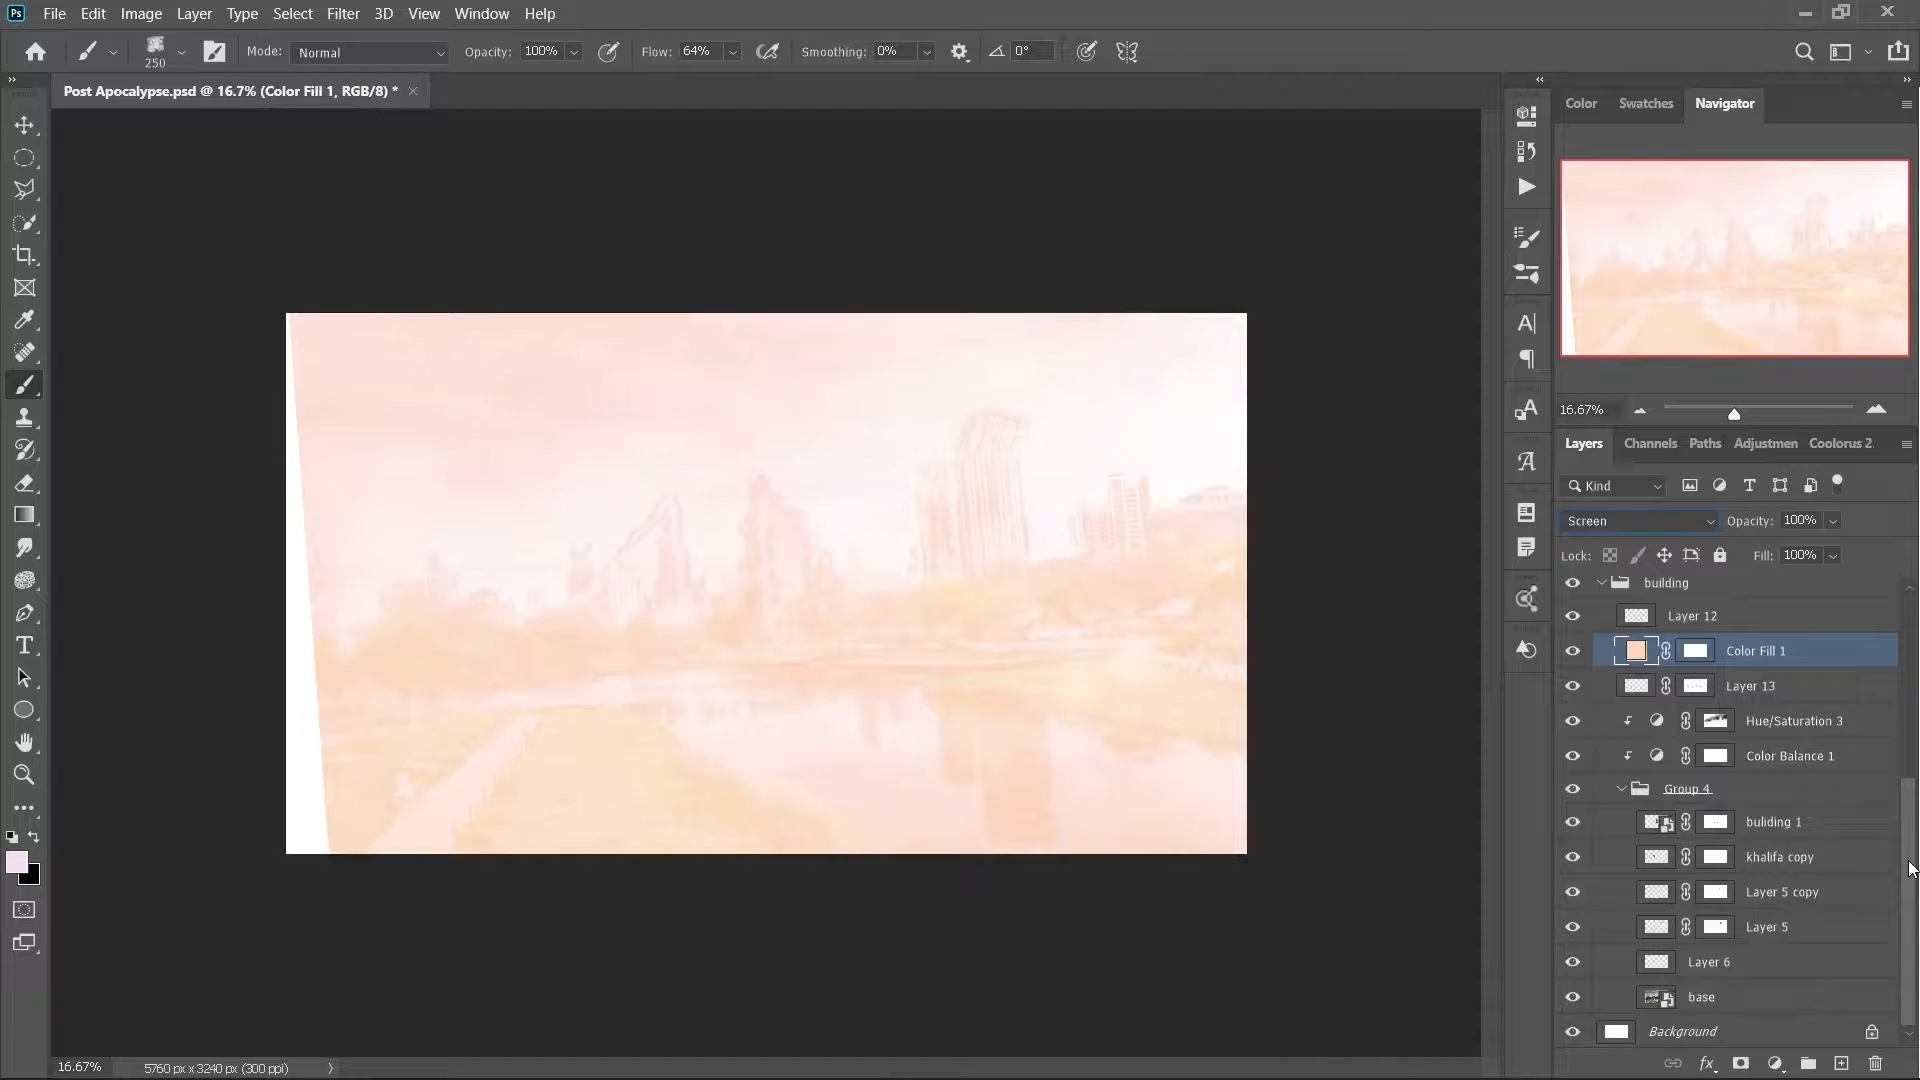 Ps File Edit Image Layer Type Select Filter 3D View Window Help
250 Mode: Normal Opacity: 100% Flow: 64% Smoothing: 0% 0°
Post Apocalypse.psd @ 16.7% (Color Fill 1, RGB/8) *
Color Swatches Navigator
16.67%
Layers Channels Paths Adjustmen Coolorus 2
Kind
Screen Opacity: 100%
Lock: Fill: 100%
building
Layer 12
Color Fill 1
Layer 13
Hue/Saturation 3
Color Balance 1
Group 4
buliding 1
khalifa copy
Layer 5 copy
Layer 5
Layer 6
base
Background
fx
16.67% 5760 px x 3240 px (300 ppi)